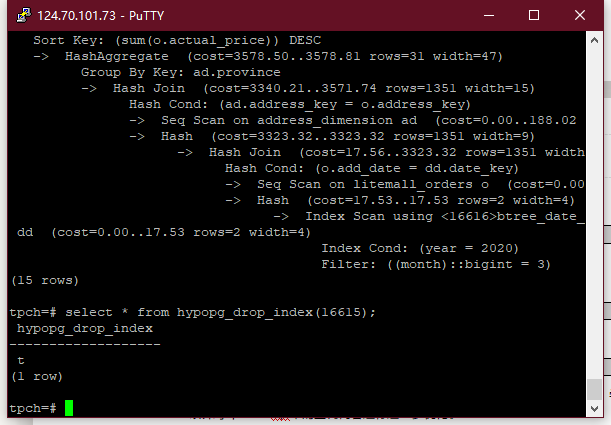 124.70.101.73 - PuTTY
Sort Key: (sum(o.actual_price)) DESC
-> HashAggregate (cost=3578.50..3578.81 rows=31 width=47)
Group By Key: ad.province
-> Hash Join (cost=3340.21..3571.74 rows=1351 width=15)
Hash Cond: (ad.address_key = o.address_key)
-> Seq Scan on address_dimension ad (cost=0.00..188.02
-> Hash (cost=3323.32..3323.32 rows=1351 width=9)
-> Hash Join (cost=17.56..3323.32 rows=1351 width
Hash Cond: (o.add_date = dd.date_key)
-> Seq Scan on litemall_orders o (cost=0.00
-> Hash (cost=17.53..17.53 rows=2 width=4)
-> Index Scan using <16616>btree_date_
dd (cost=0.00..17.53 rows=2 width=4)
Index Cond: (year = 2020)
Filter: ((month)::bigint = 3)
(15 rows)
tpch=# select * from hypopg_drop_index(16615);
hypopg_drop_index
-------------------
t
(1 row)
tpch=#